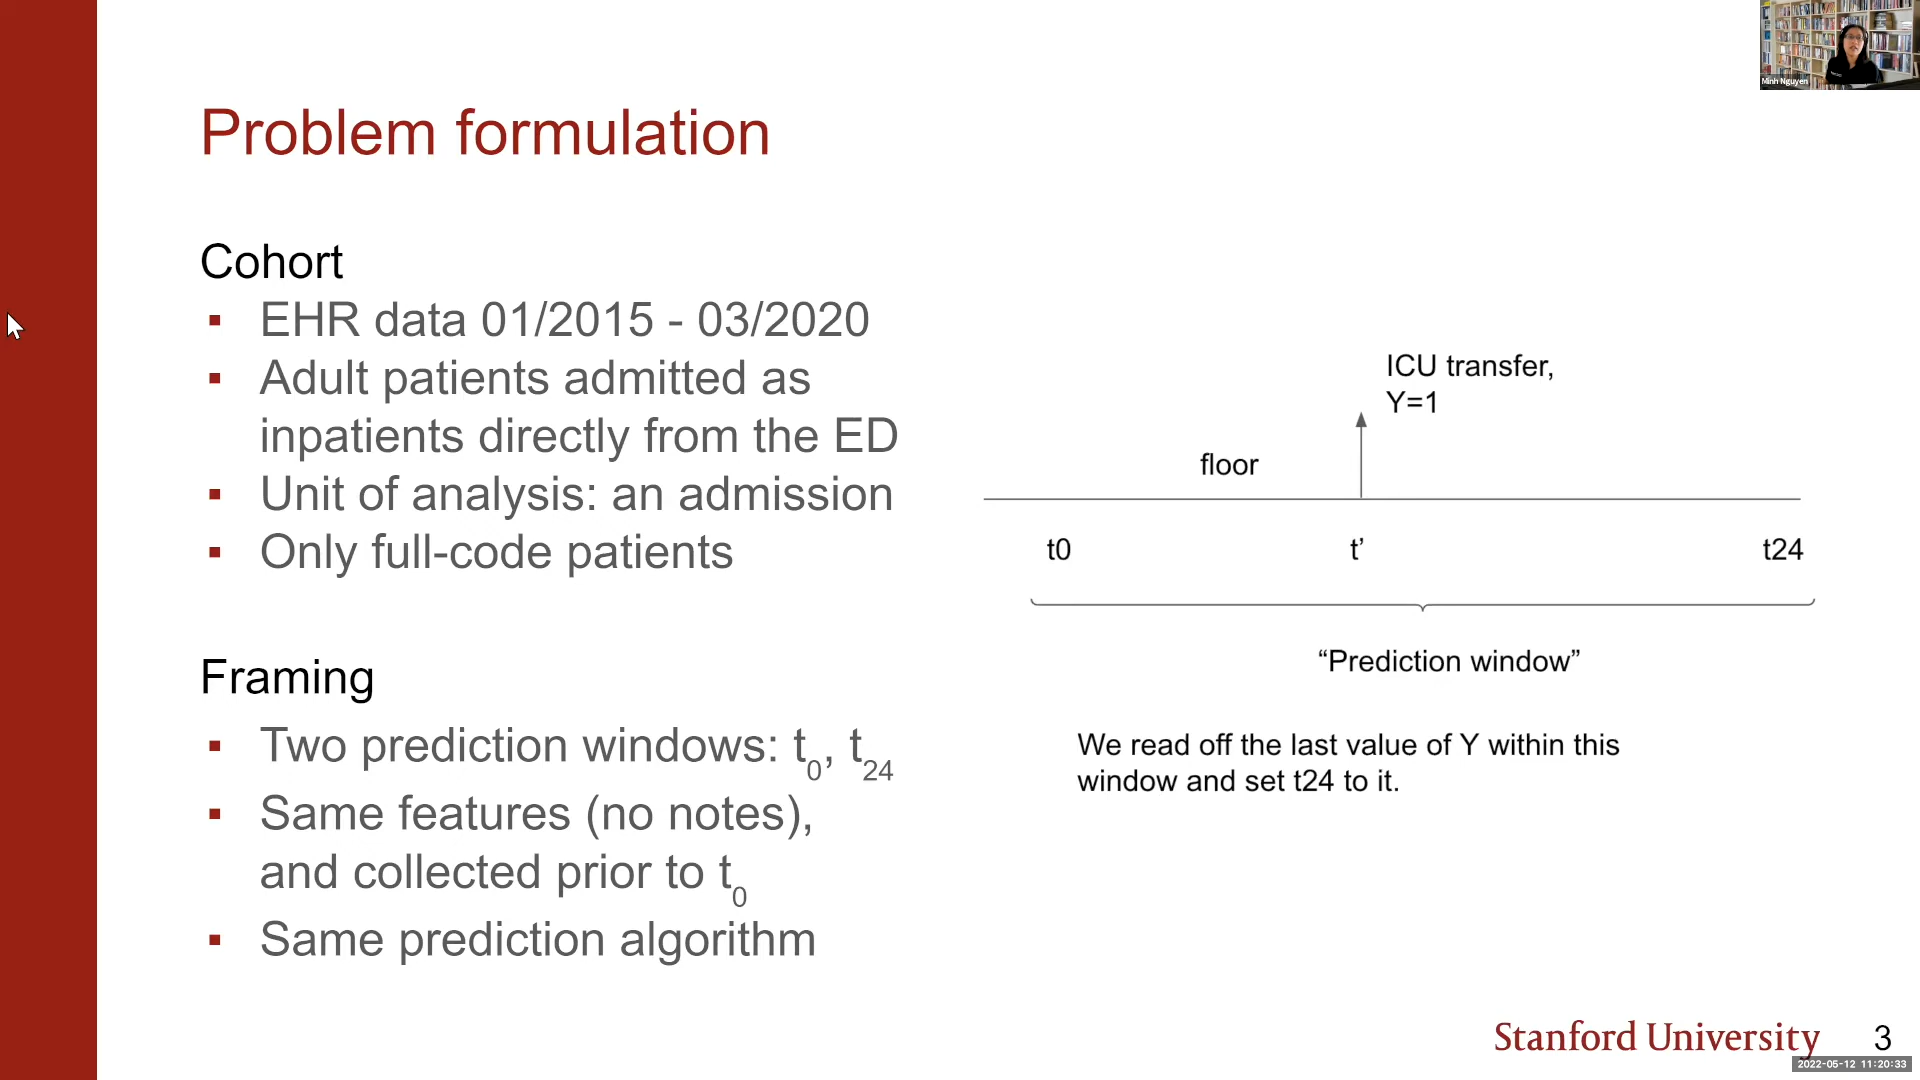 Minh Nguyen
Problem formulation
Cohort
▪ EHR data 01/2015 - 03/2020
▪ Adult patients admitted as
inpatients directly from the ED
▪ Unit of analysis: an admission
▪ Only full-code patients
Framing
▪ Two prediction windows: t0, t24
▪ Same features (no notes),
and collected prior to t0
▪ Same prediction algorithm
ICU transfer,
Y=1
floor
t0 t’ t24
“Prediction window”
We read off the last value of Y within this
window and set t24 to it.
Stanford University 3
2022-05-12 11:20:33